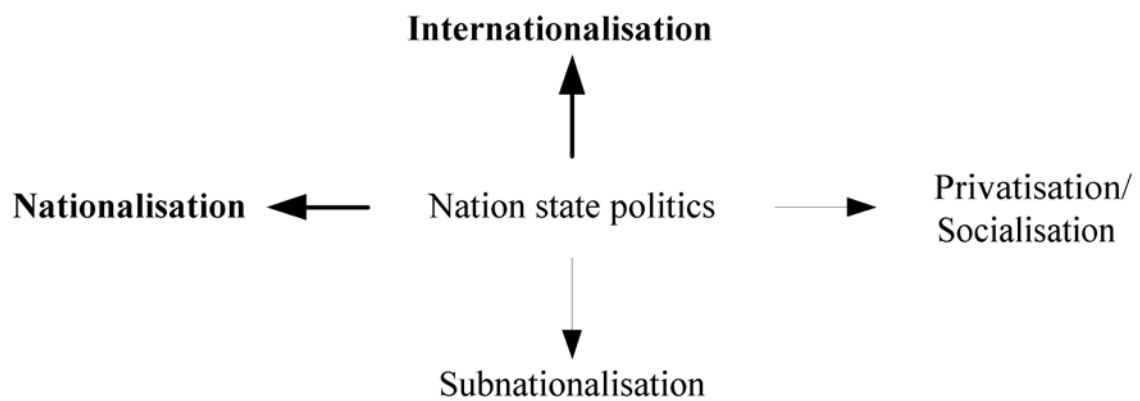 Internationalisation
Nationalisation
Nation state politics
Privatisation/
Socialisation
Subnationalisation